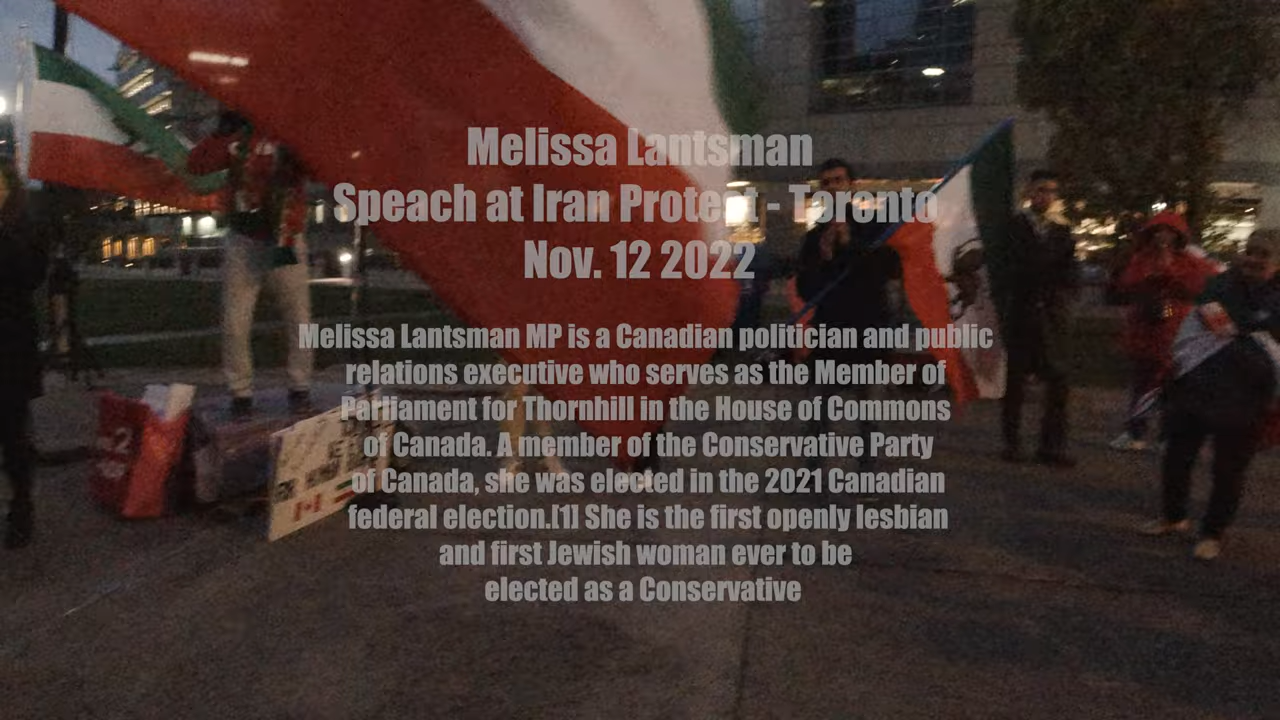 Melissa Lantsman
Speach at Iran Protest - Toronto
Nov. 12 2022
Melissa Lantsman MP is a Canadian politician and public
relations executive who serves as the Member of
Parliament for Thornhill in the House of Commons
of Canada. A member of the Conservative Party
of Canada, she was elected in the 2021 Canadian
federal election.[1] She is the first openly lesbian
and first Jewish woman ever to be
elected as a Conservative